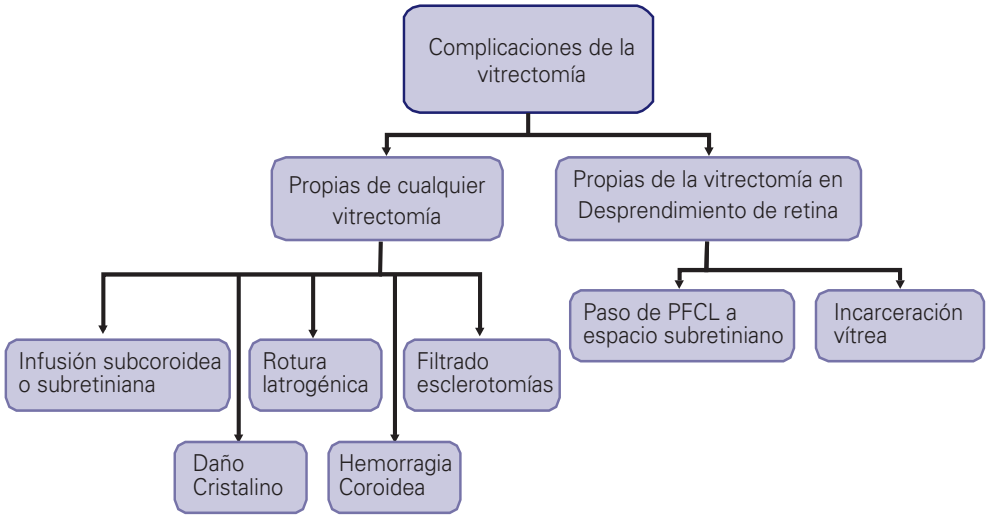 Complicaciones de la
vitrectomía
Propias de cualquier
vitrectomía
Propias de la vitrectomía en
Desprendimiento de retina
Infusión subcoroidea
o subretiniana
Rotura
Iatrogénica
Filtrado
esclerotomías
Paso de PFCL a
espacio subretiniano
Incarceración
vítrea
Daño
Cristalino
Hemorragia
Coroidea